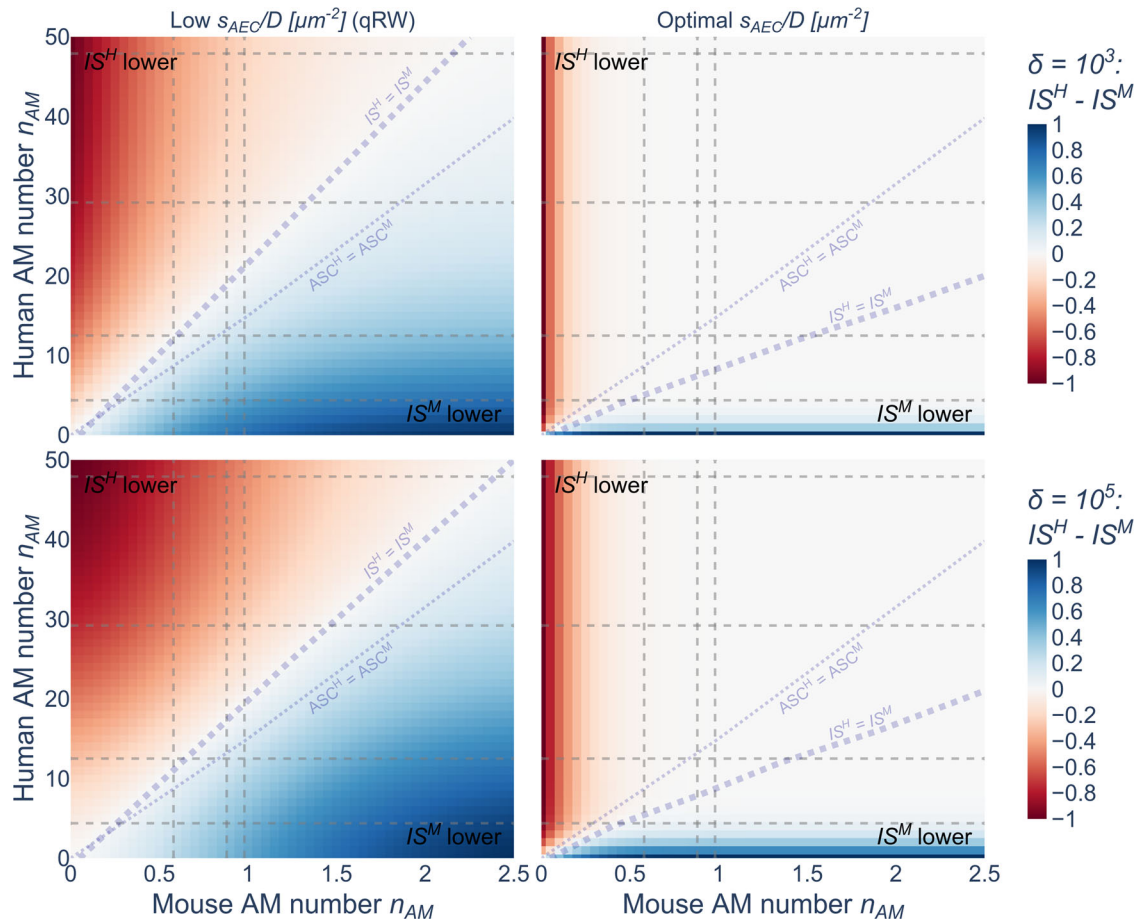 Low s_AEC/D [μm⁻²] (qRW)
Optimal s_AEC/D [μm⁻²]
Human AM number n_AM
50
40
30
20
10
0
IS^H lower
IS^H = IS^M
ASC^H = ASC^M
IS^M lower
IS^H lower
ASC^H = ASC^M
IS^H = IS^M
IS^M lower
δ = 10³:
IS^H - IS^M
1
0.8
0.6
0.4
0.2
0
−0.2
−0.4
−0.6
−0.8
−1
Human AM number n_AM
50
40
30
20
10
0
IS^H lower
IS^H = IS^M
ASC^H = ASC^M
IS^M lower
0
0.5
1
1.5
2
2.5
Mouse AM number n_AM
IS^H lower
ASC^H = ASC^M
IS^H = IS^M
IS^M lower
0
0.5
1
1.5
2
2.5
Mouse AM number n_AM
δ = 10⁵:
IS^H - IS^M
1
0.8
0.6
0.4
0.2
0
−0.2
−0.4
−0.6
−0.8
−1